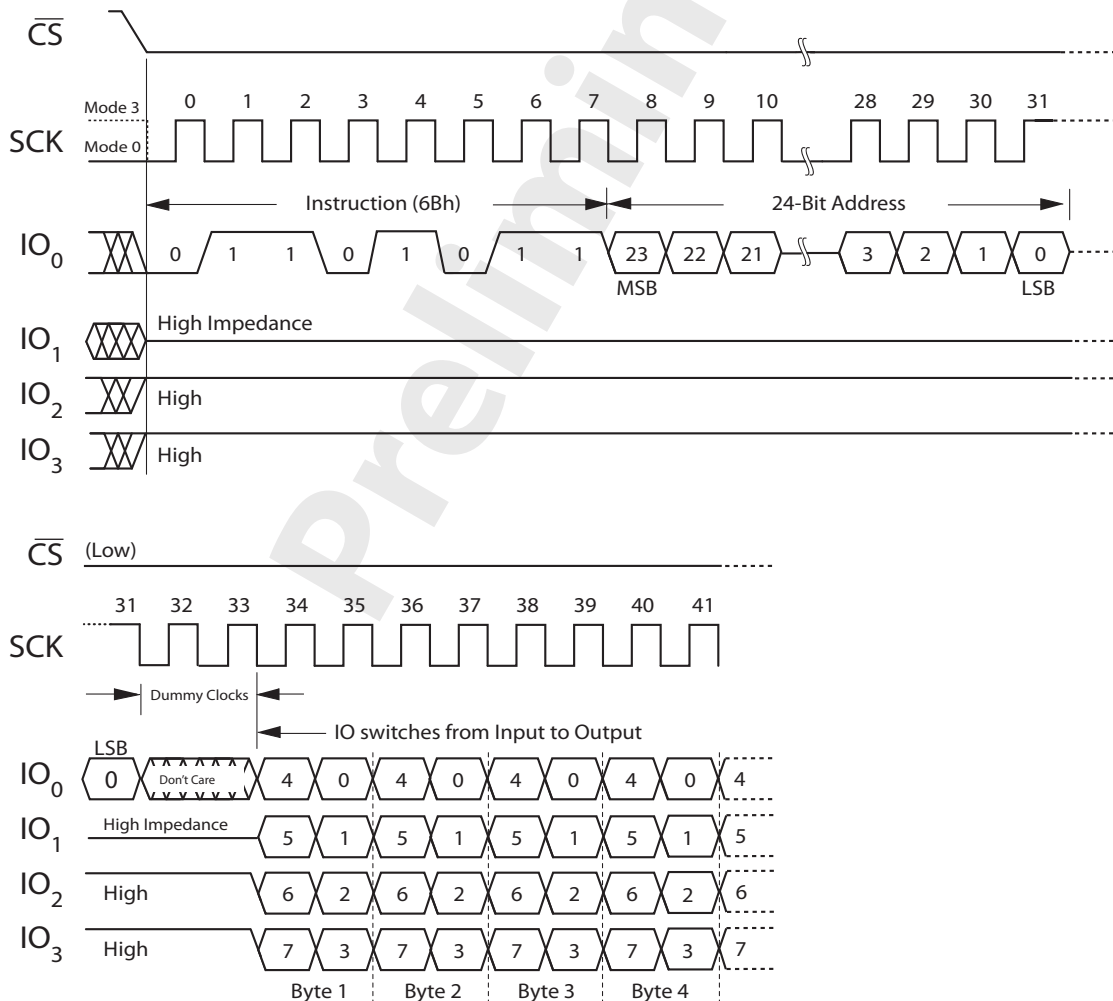 CS
Mode 3
0 1 2 3 4 5 6 7 8 9 10 28 29 30 31
SCK
Mode 0
Instruction (6Bh) 24-Bit Address
IO0 0 1 1 0 1 0 1 1 23 22 21 3 2 1 0
MSB LSB
High Impedance
IO1
IO2 High
IO3 High
Prelimin
CS (Low)
31 32 33 34 35 36 37 38 39 40 41
SCK
Dummy Clocks
IO switches from Input to Output
LSB
IO0 0 Don't Care 4 0 4 0 4 0 4 0 4
IO1 High Impedance 5 1 5 1 5 1 5 1 5
IO2 High 6 2 6 2 6 2 6 2 6
IO3 High 7 3 7 3 7 3 7 3 7
Byte 1 Byte 2 Byte 3 Byte 4